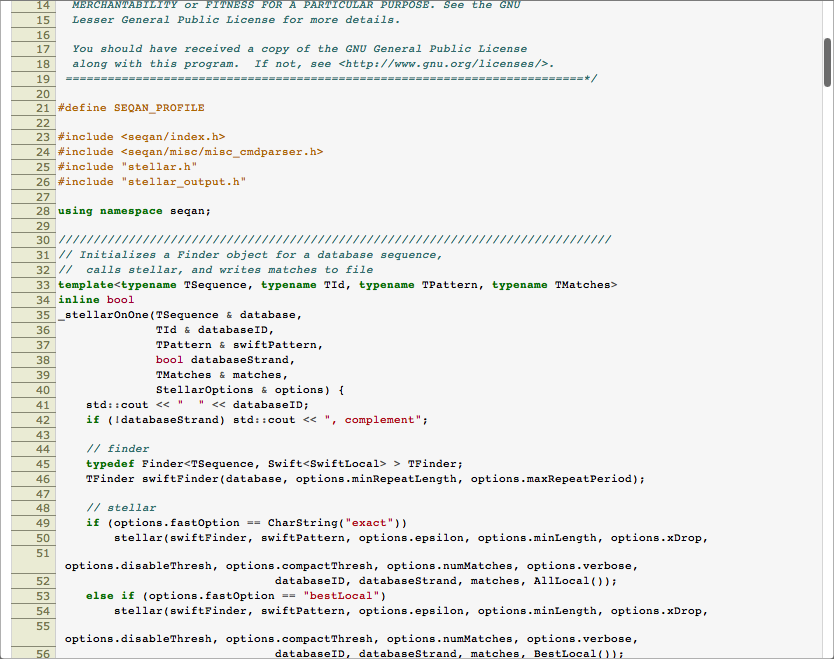 14 MERCHANTABILITY or FITNESS FOR A PARTICULAR PURPOSE. See the GNU
15 Lesser General Public License for more details.
16
17 You should have received a copy of the GNU General Public License
18 along with this program.  If not, see <http://www.gnu.org/licenses/>.
19 ==========================================================================*/
20
21 #define SEQAN_PROFILE
22
23 #include <seqan/index.h>
24 #include <seqan/misc/misc_cmdparser.h>
25 #include "stellar.h"
26 #include "stellar_output.h"
27
28 using namespace seqan;
29
30 ///////////////////////////////////////////////////////////////////////////////
31 // Initializes a Finder object for a database sequence,
32 //  calls stellar, and writes matches to file
33 template<typename TSequence, typename TId, typename TPattern, typename TMatches>
34 inline bool
35 _stellarOnOne(TSequence & database,
36               TId & databaseID,
37               TPattern & swiftPattern,
38               bool databaseStrand,
39               TMatches & matches,
40               StellarOptions & options) {
41     std::cout << "  " << databaseID;
42     if (!databaseStrand) std::cout << ", complement";
43
44     // finder
45     typedef Finder<TSequence, Swift<SwiftLocal> > TFinder;
46     TFinder swiftFinder(database, options.minRepeatLength, options.maxRepeatPeriod);
47
48     // stellar
49     if (options.fastOption == CharString("exact"))
50         stellar(swiftFinder, swiftPattern, options.epsilon, options.minLength, options.xDrop,
51
 options.disableThresh, options.compactThresh, options.numMatches, options.verbose,
52                                databaseID, databaseStrand, matches, AllLocal());
53     else if (options.fastOption == "bestLocal")
54         stellar(swiftFinder, swiftPattern, options.epsilon, options.minLength, options.xDrop,
55
 options.disableThresh, options.compactThresh, options.numMatches, options.verbose,
56                                databaseID, databaseStrand, matches, BestLocal());